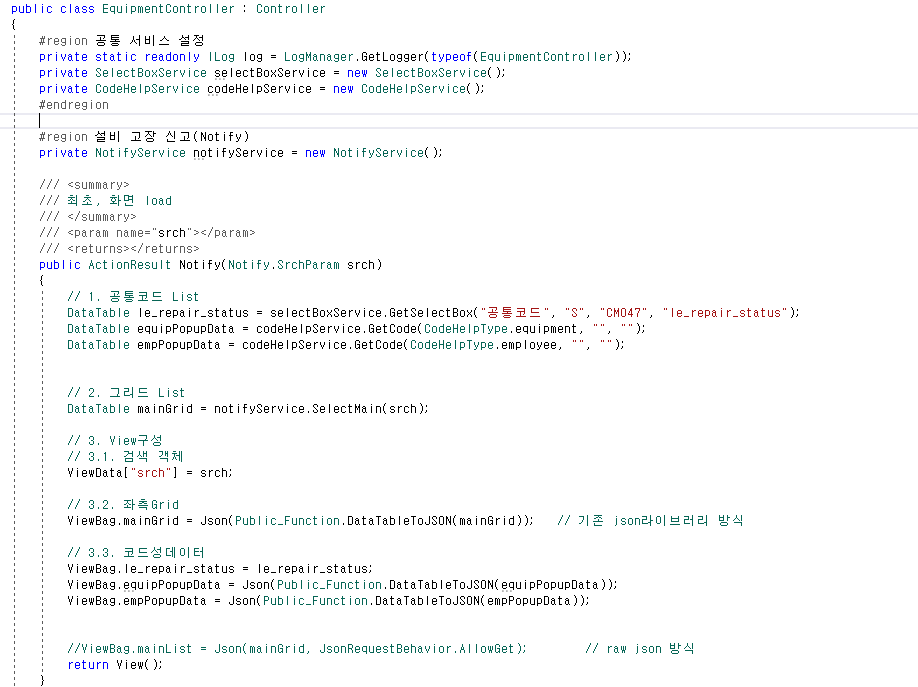 public class EquipmentController : Controller
{
#region 공통 서비스 설정
private static readonly ILog log = LogManager.GetLogger(typeof(EquipmentController));
private SelectBoxService selectBoxService = new SelectBoxService();
private CodeHelpService codeHelpService = new CodeHelpService();
#endregion
#region 설비 고장 신고(Notify)
private NotifyService notifyService = new NotifyService();
/// <summary>
/// 최초, 화면 load
/// </summary>
/// <param name="srch"></param>
/// <returns></returns>
public ActionResult Notify(Notify.SrchParam srch)
{
// 1. 공통코드 List
DataTable le_repair_status = selectBoxService.GetSelectBox("공통코드", "S", "CM047", "le_repair_status");
DataTable equipPopupData = codeHelpService.GetCode(CodeHelpType.equipment, "", "");
DataTable empPopupData = codeHelpService.GetCode(CodeHelpType.employee, "", "");
// 2. 그리드 List
DataTable mainGrid = notifyService.SelectMain(srch);
// 3. View구성
// 3.1. 검색 객체
ViewData["srch"] = srch;
// 3.2. 좌측Grid
ViewBag.mainGrid = Json(Public_Function.DataTableToJSON(mainGrid)); // 기존 json라이브러리 방식
// 3.3. 코드성데이터
ViewBag.le_repair_status = le_repair_status;
ViewBag.equipPopupData = Json(Public_Function.DataTableToJSON(equipPopupData));
ViewBag.empPopupData = Json(Public_Function.DataTableToJSON(empPopupData));
//ViewBag.mainList = Json(mainGrid, JsonRequestBehavior.AllowGet); // raw json 방식
return View();
}